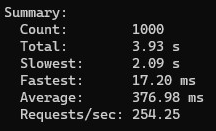 Summary:
Count: 1000
Total: 3.93 s
Slowest: 2.09 s
Fastest: 17.20 ms
Average: 376.98 ms
Requests/sec: 254.25